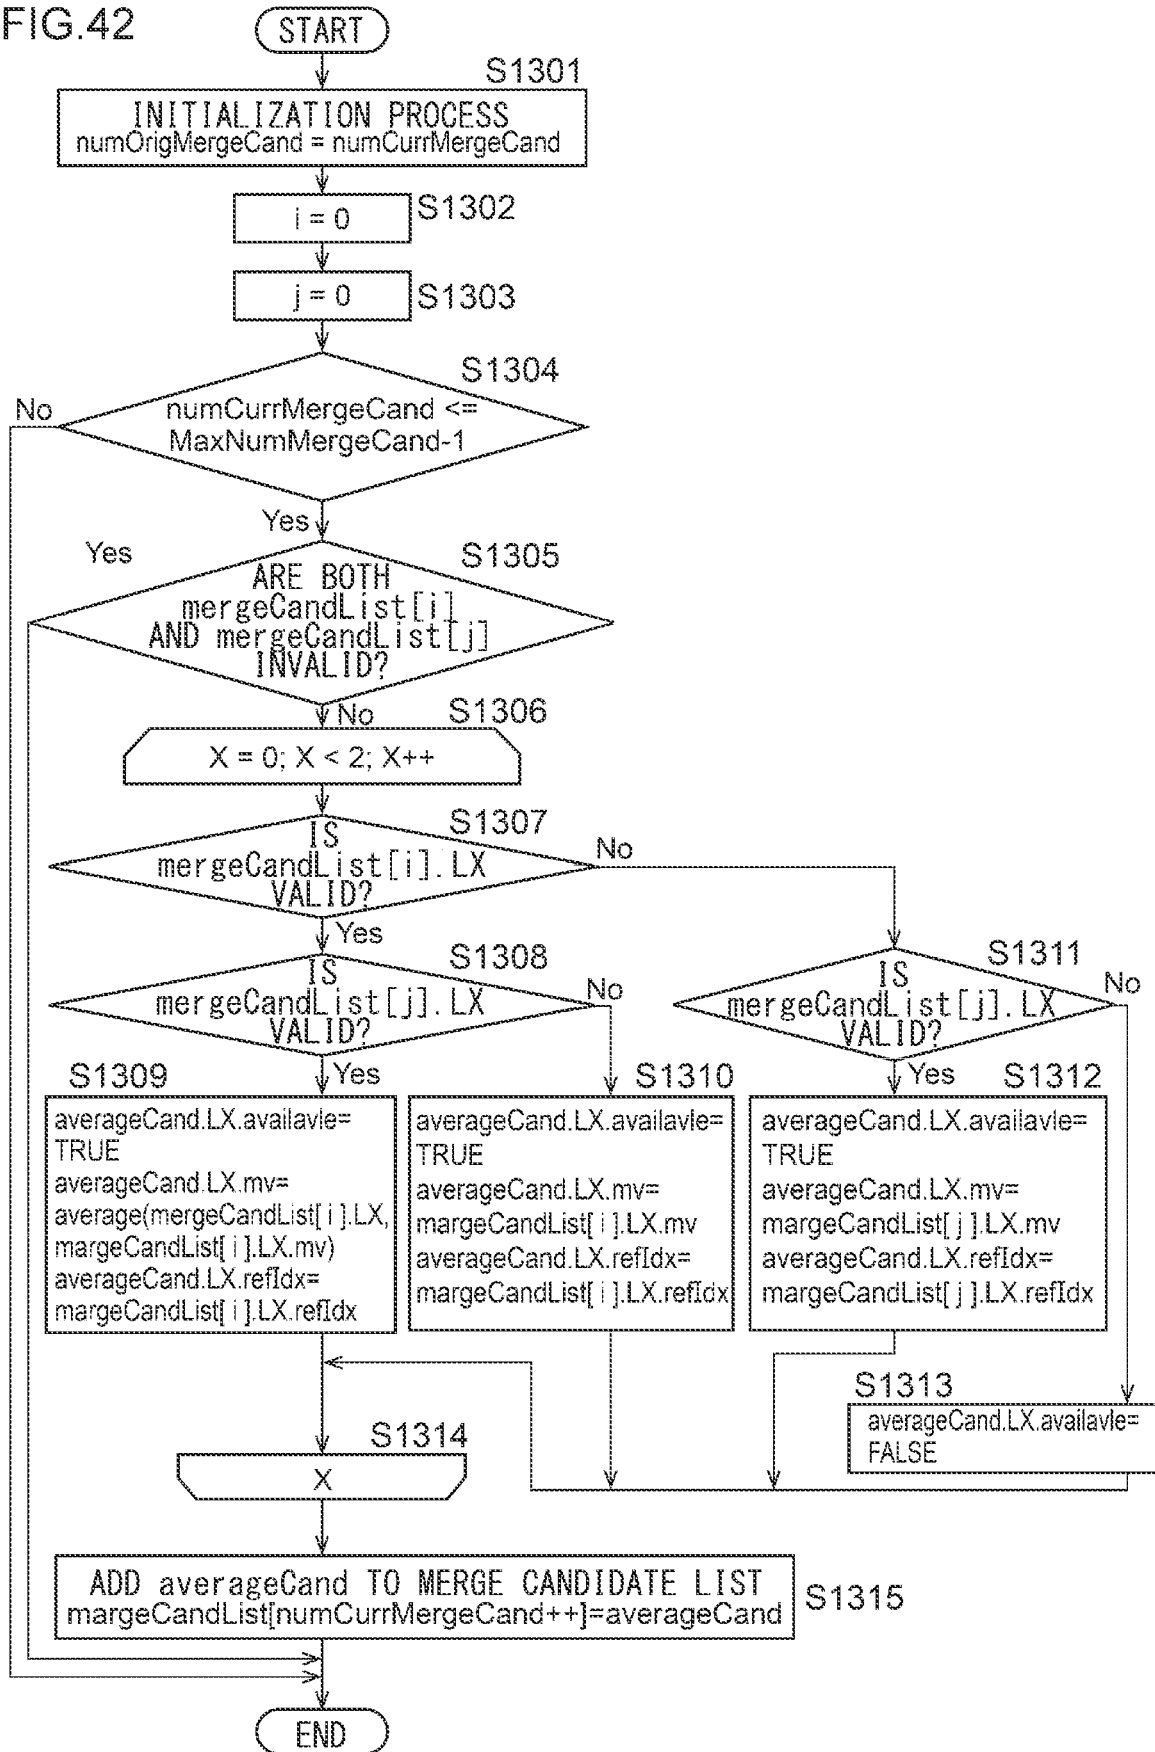 FIG.42
START
S1301
INITIALIZATION PROCESS
numOrigMergeCand = numCurrMergeCand
S1302
i = 0
S1303
j = 0
S1304
No
numCurrMergeCand <=
MaxNumMergeCand-1
Yes
Yes
S1305
ARE BOTH
mergeCandList[i]
AND mergeCandList[j]
INVALID?
No
S1306
X = 0; X < 2; X++
S1307
IS
mergeCandList[i].LX
VALID?
No
Yes
S1308
IS
mergeCandList[j].LX
VALID?
No
S1311
IS
mergeCandList[j].LX
VALID?
No
Yes
Yes
S1309
averageCand.LX.availavle=
TRUE
averageCand.LX.mv=
average(mergeCandList[ i ].LX,
margeCandList[ i ].LX.mv)
averageCand.LX.refIdx=
margeCandList[ i ].LX.refIdx
S1310
averageCand.LX.availavle=
TRUE
averageCand.LX.mv=
margeCandList[ i ].LX.mv
averageCand.LX.refIdx=
margeCandList[ i ].LX.refIdx
S1312
averageCand.LX.availavle=
TRUE
averageCand.LX.mv=
margeCandList[ j ].LX.mv
averageCand.LX.refIdx=
margeCandList[ j ].LX.refIdx
S1313
averageCand.LX.availavle=
FALSE
S1314
X
ADD averageCand TO MERGE CANDIDATE LIST
margeCandList[numCurrMergeCand++]=averageCand
S1315
END